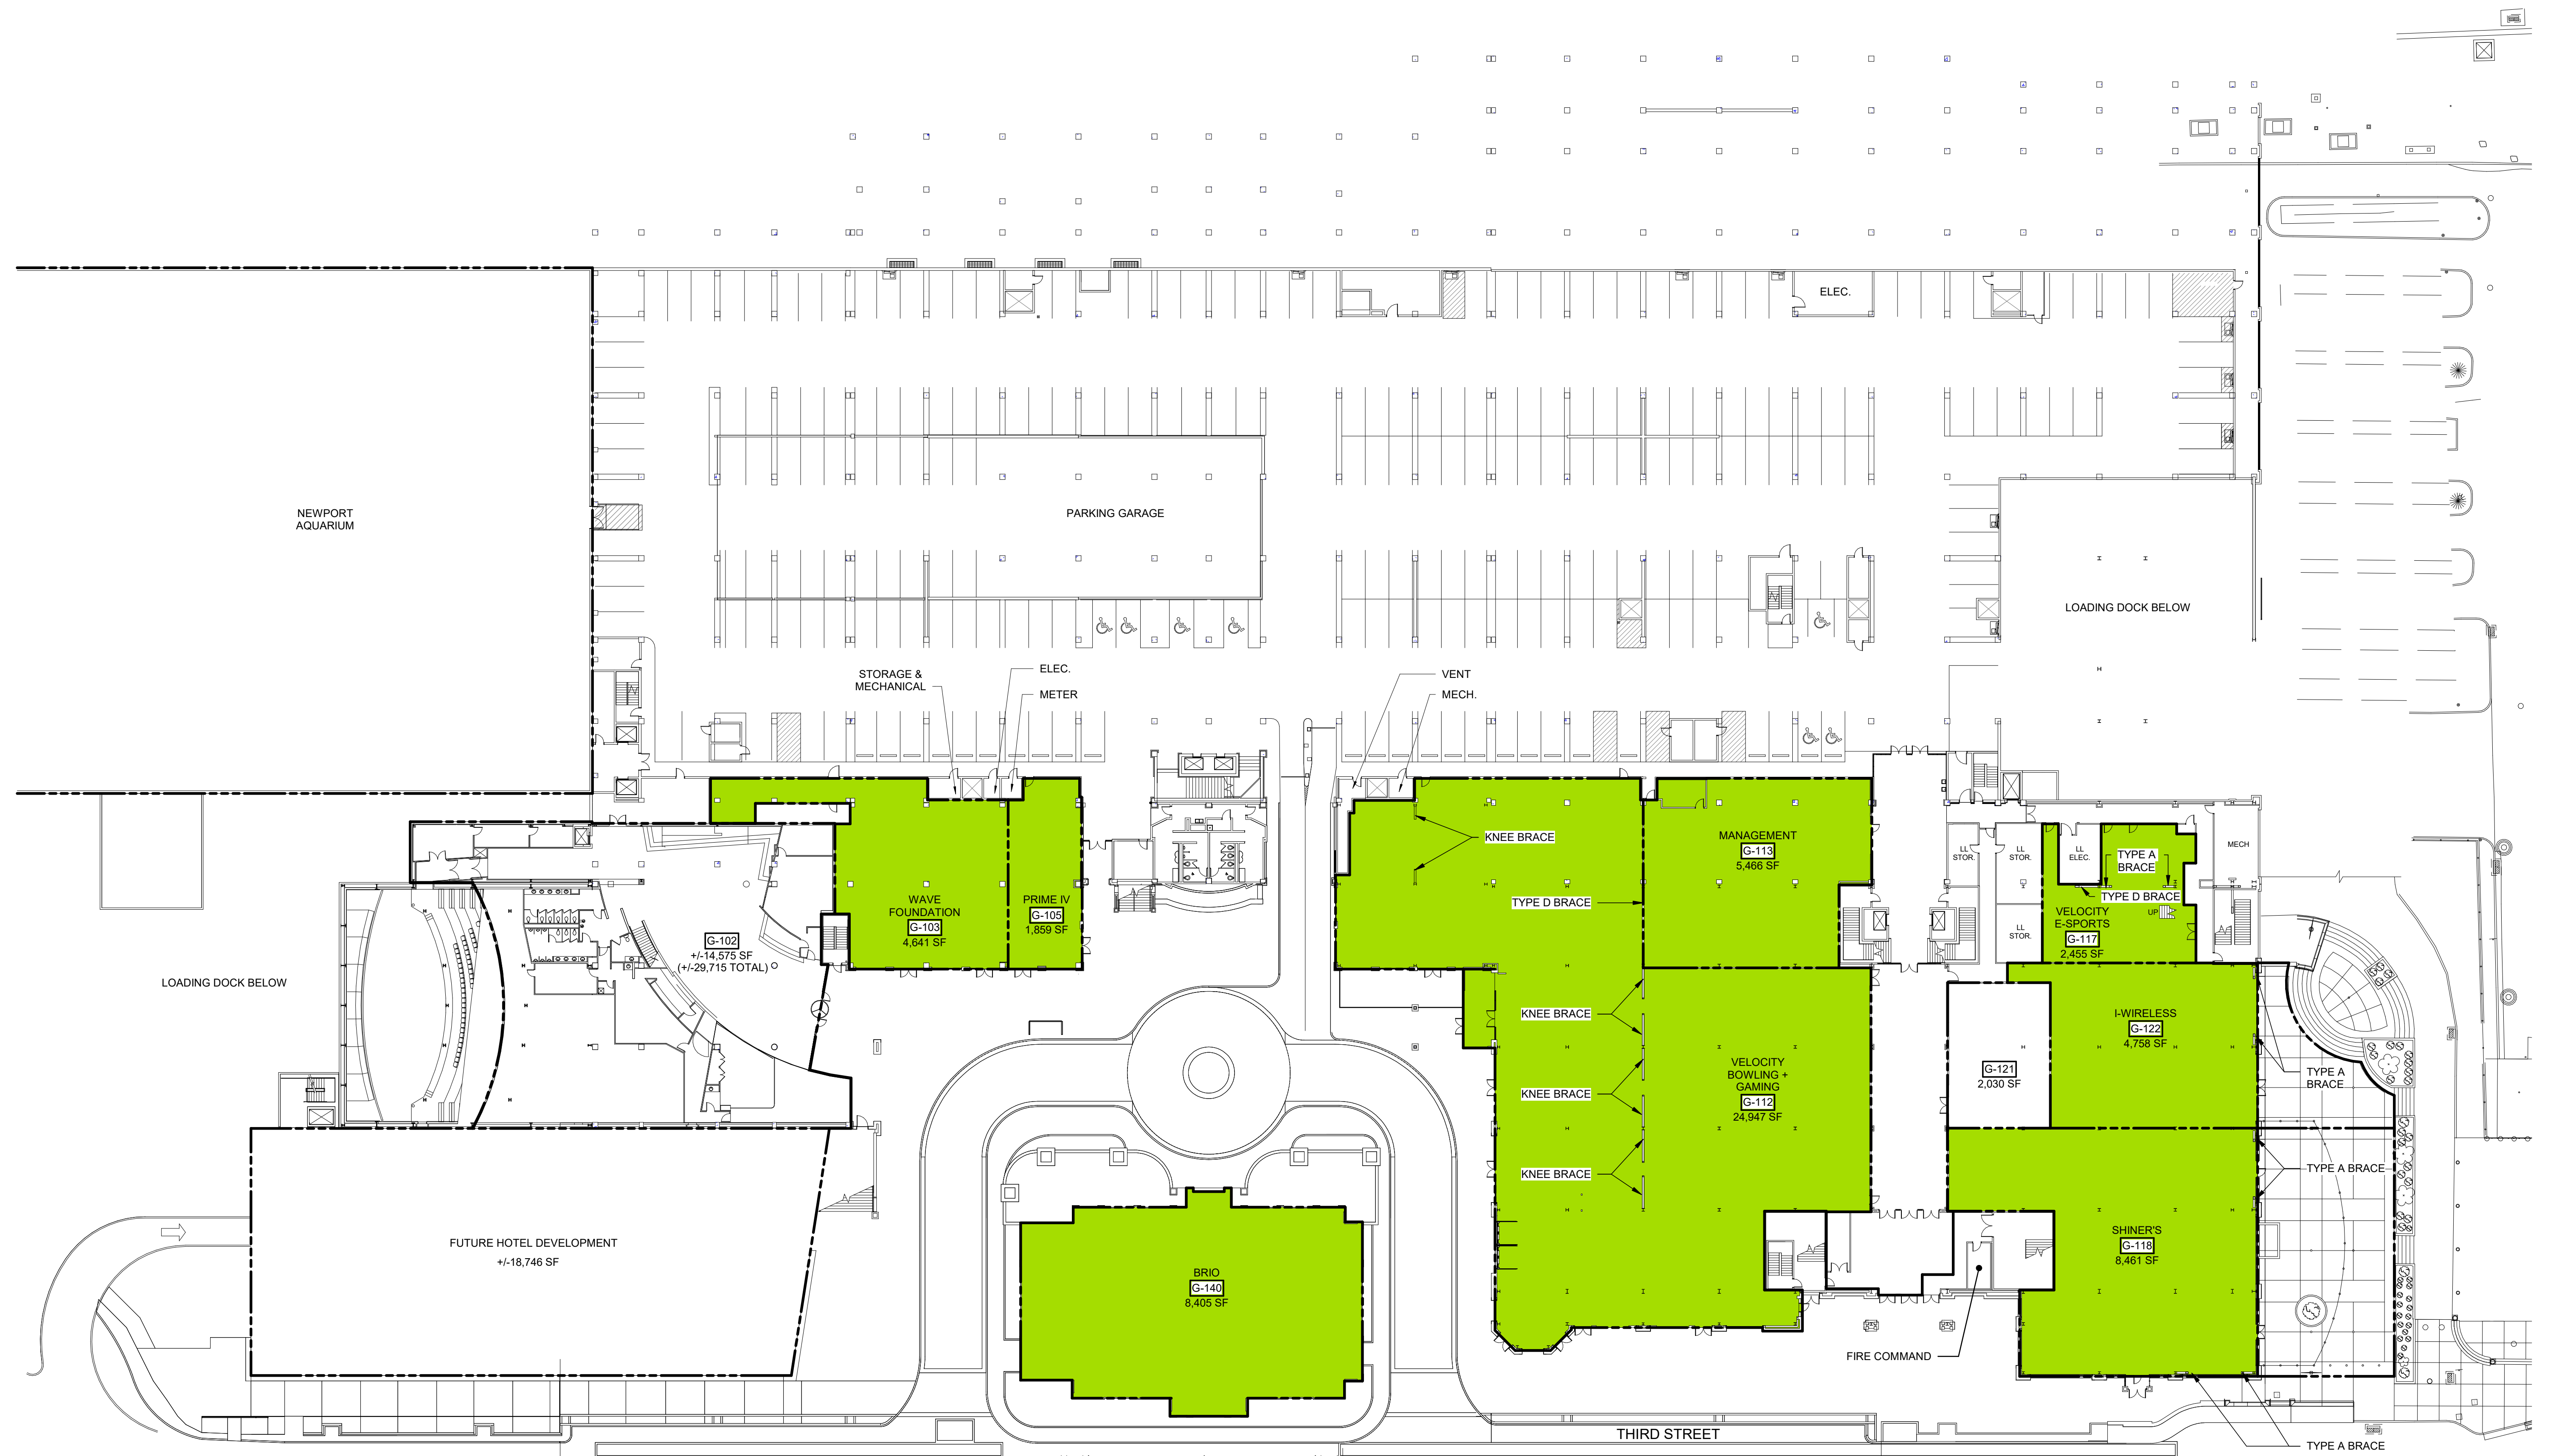 ELEC.
NEWPORT
AQUARIUM
PARKING GARAGE
LOADING DOCK BELOW
STORAGE &
MECHANICAL
ELEC.
METER
VENT
MECH.
KNEE BRACE
MANAGEMENT
G-113
5,466 SF
TYPE D BRACE
LL
STOR.
LL
STOR.
LL
ELEC.
TYPE A
BRACE
MECH
TYPE D BRACE
UP
VELOCITY
E-SPORTS
G-117
2,455 SF
LL
STOR.
WAVE
FOUNDATION
G-103
4,641 SF
PRIME IV
G-105
1,859 SF
G-102
+/-14,575 SF
(+/-29,715 TOTAL)
LOADING DOCK BELOW
KNEE BRACE
I-WIRELESS
G-122
4,758 SF
G-121
2,030 SF
TYPE A
BRACE
VELOCITY
BOWLING +
GAMING
G-112
24,947 SF
KNEE BRACE
KNEE BRACE
TYPE A BRACE
FUTURE HOTEL DEVELOPMENT
+/-18,746 SF
BRIO
G-140
8,405 SF
SHINER'S
G-118
8,461 SF
FIRE COMMAND
THIRD STREET
TYPE A BRACE